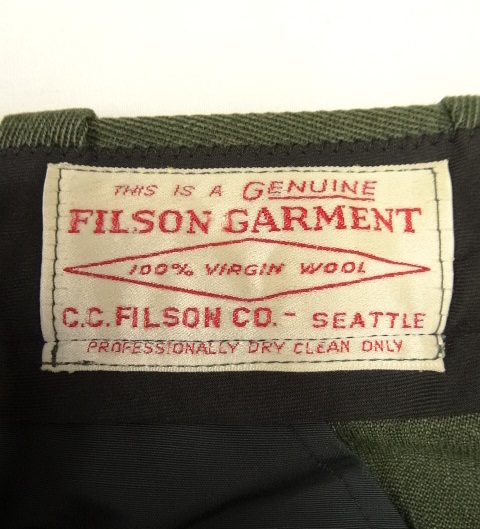 THIS IS A GENUINE
FILSON GARMENT
100% VIRGIN WOOL
C.C. FILSON CO. - SEATTLE
PROFESSIONALLY DRY CLEAN ONLY